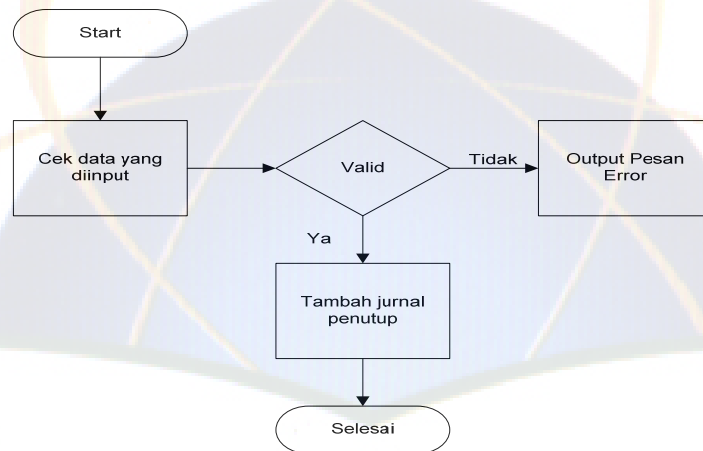 Start
Cek data yang
diinput
Valid
Tidak
Output Pesan
Error
Ya
Tambah jurnal
penutup
Selesai